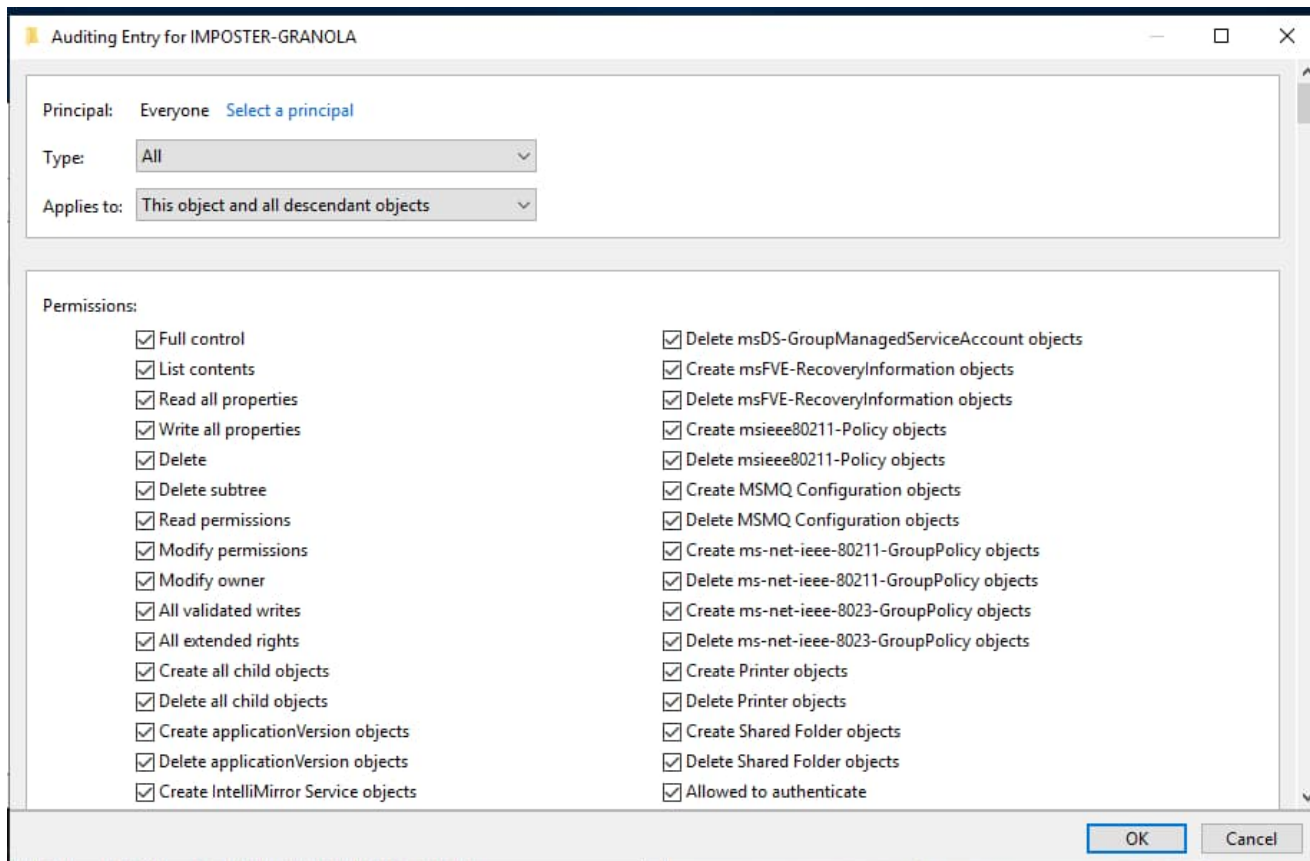 Auditing Entry for IMPOSTER-GRANOLA
Principal: Everyone Select a principal
Type: All
Applies to: This object and all descendant objects
Permissions:
Full control
List contents
Read all properties
Write all properties
Delete
Delete subtree
Read permissions
Modify permissions
Modify owner
All validated writes
All extended rights
Create all child objects
Delete all child objects
Create applicationVersion objects
Delete applicationVersion objects
Create IntelliMirror Service objects
Delete msDS-GroupManagedServiceAccount objects
Create msFVE-RecoveryInformation objects
Delete msFVE-RecoveryInformation objects
Create msieee80211-Policy objects
Delete msieee80211-Policy objects
Create MSMQ Configuration objects
Delete MSMQ Configuration objects
Create ms-net-ieee-80211-GroupPolicy objects
Delete ms-net-ieee-80211-GroupPolicy objects
Create ms-net-ieee-8023-GroupPolicy objects
Delete ms-net-ieee-8023-GroupPolicy objects
Create Printer objects
Delete Printer objects
Create Shared Folder objects
Delete Shared Folder objects
Allowed to authenticate
OK Cancel